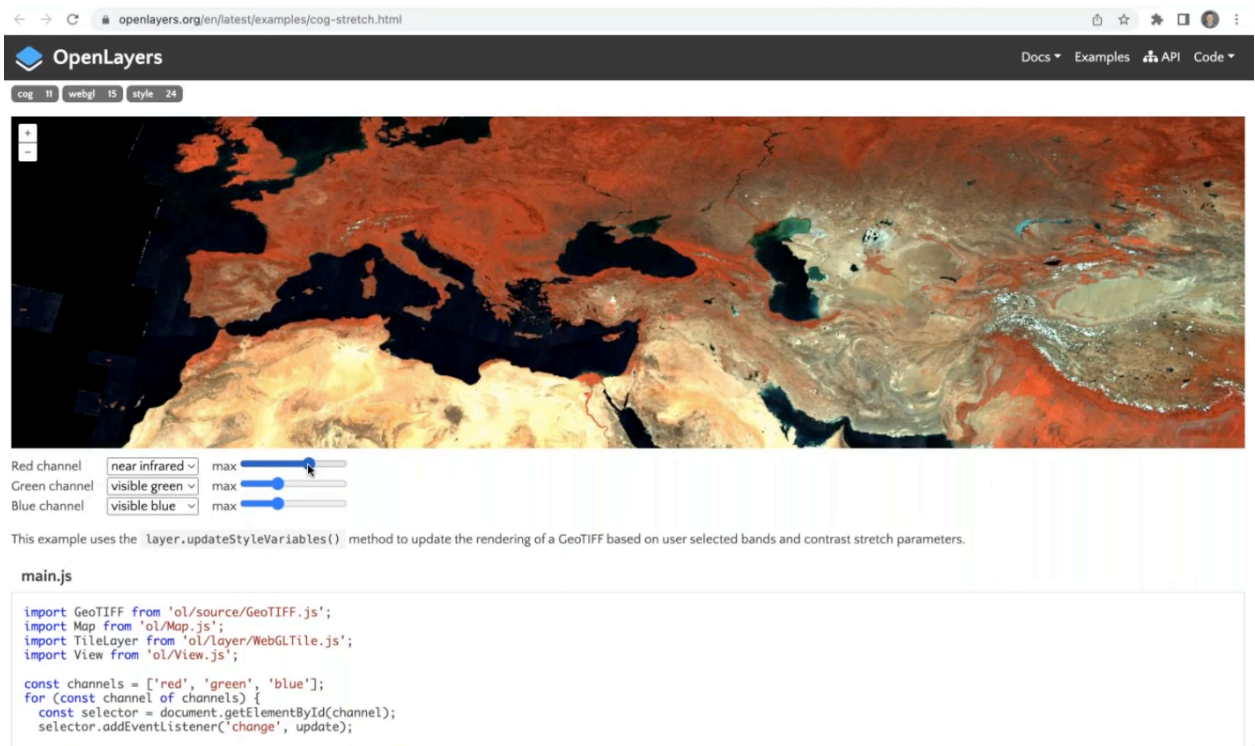 openlayers.org/en/latest/examples/cog-stretch.html
OpenLayers
Docs Examples API Code
cog 11 webgl 15 style 24
+
−
Red channel near infrared max
Green channel visible green max
Blue channel visible blue max
This example uses the layer.updateStyleVariables() method to update the rendering of a GeoTIFF based on user selected bands and contrast stretch parameters.
main.js
import GeoTIFF from 'ol/source/GeoTIFF.js';
import Map from 'ol/Map.js';
import TileLayer from 'ol/layer/WebGLTile.js';
import View from 'ol/View.js';
const channels = ['red', 'green', 'blue'];
for (const channel of channels) {
  const selector = document.getElementById(channel);
  selector.addEventListener('change', update);